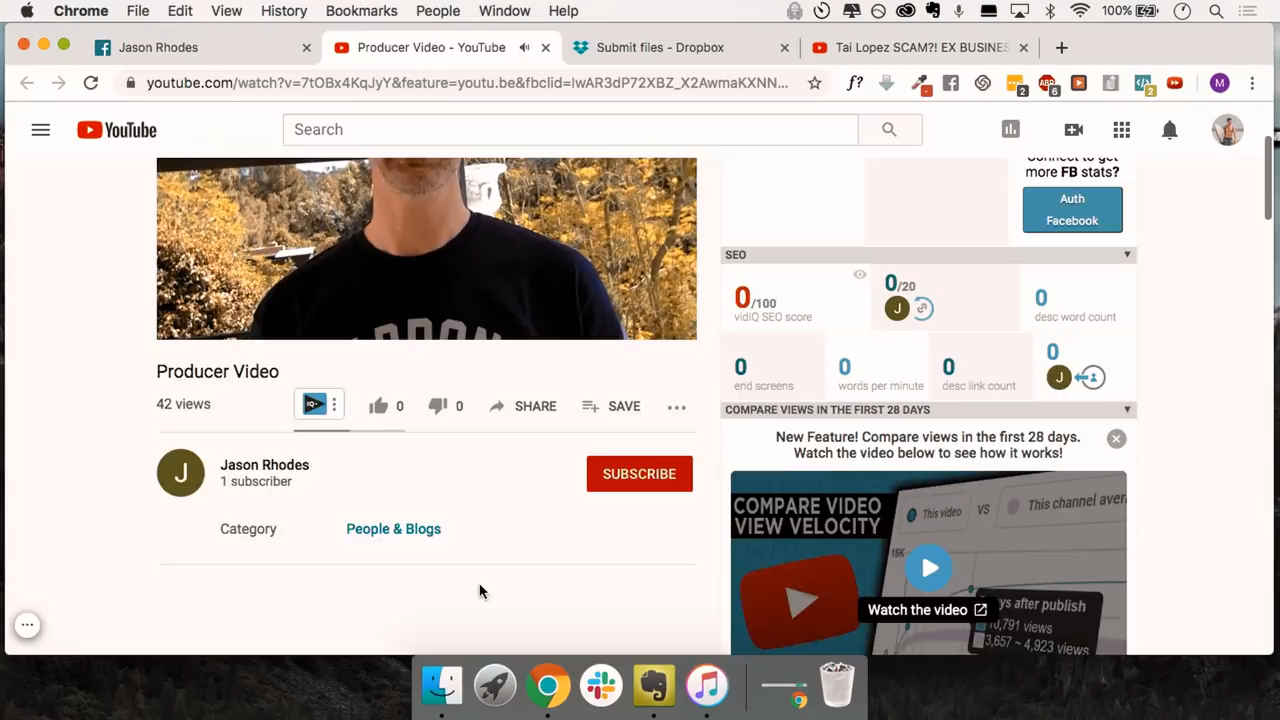 Chrome File Edit View History Bookmarks People Window Help 100%
Jason Rhodes
Producer Video - YouTube
Submit files - Dropbox
Tai Lopez SCAM?! EX BUSINES
youtube.com/watch?v=7tOBx4KqJyY&feature=youtu.be&fbclid=IwAR3dP72XBZ_X2AwmaKXNN...
f?
2
ABP
6
2
M
YouTube
Search
Connect to get
more FB stats?
Auth
Facebook
SEO
0/100
vidIQ SEO score
0/20
J
0
desc word count
0
end screens
0
words per minute
0
desc link count
0
J
Producer Video
42 views
IQ
0
0
SHARE
SAVE
J
Jason Rhodes
1 subscriber
SUBSCRIBE
Category
People & Blogs
COMPARE VIEWS IN THE FIRST 28 DAYS
New Feature! Compare views in the first 28 days.
Watch the video below to see how it works!
COMPARE VIDEO
VIEW VELOCITY
This video
VS
This channel avera
Watch the video
ys after publish
10,791 views
3,657 ~ 4,923 views